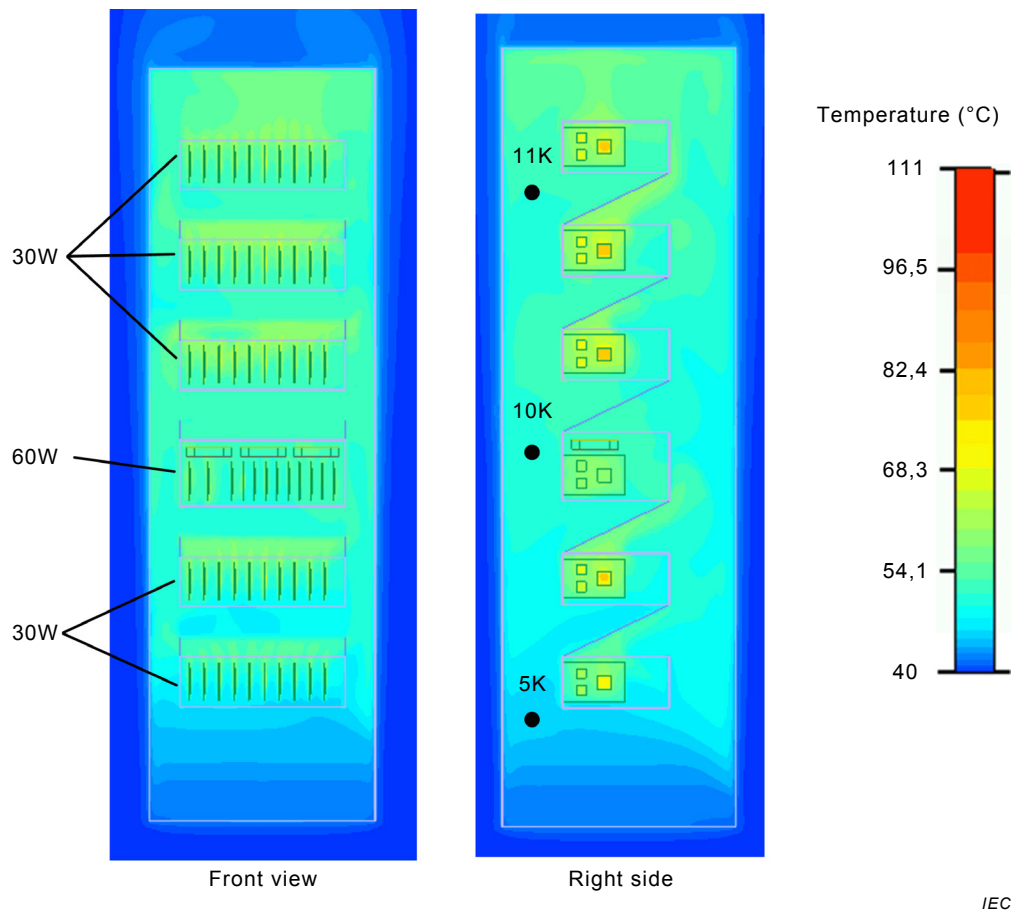 Temperature (°C)
11K
111
30W
96,5
82,4
10K
60W
68,3
54,1
30W
5K
40
Front view
Right side
IEC